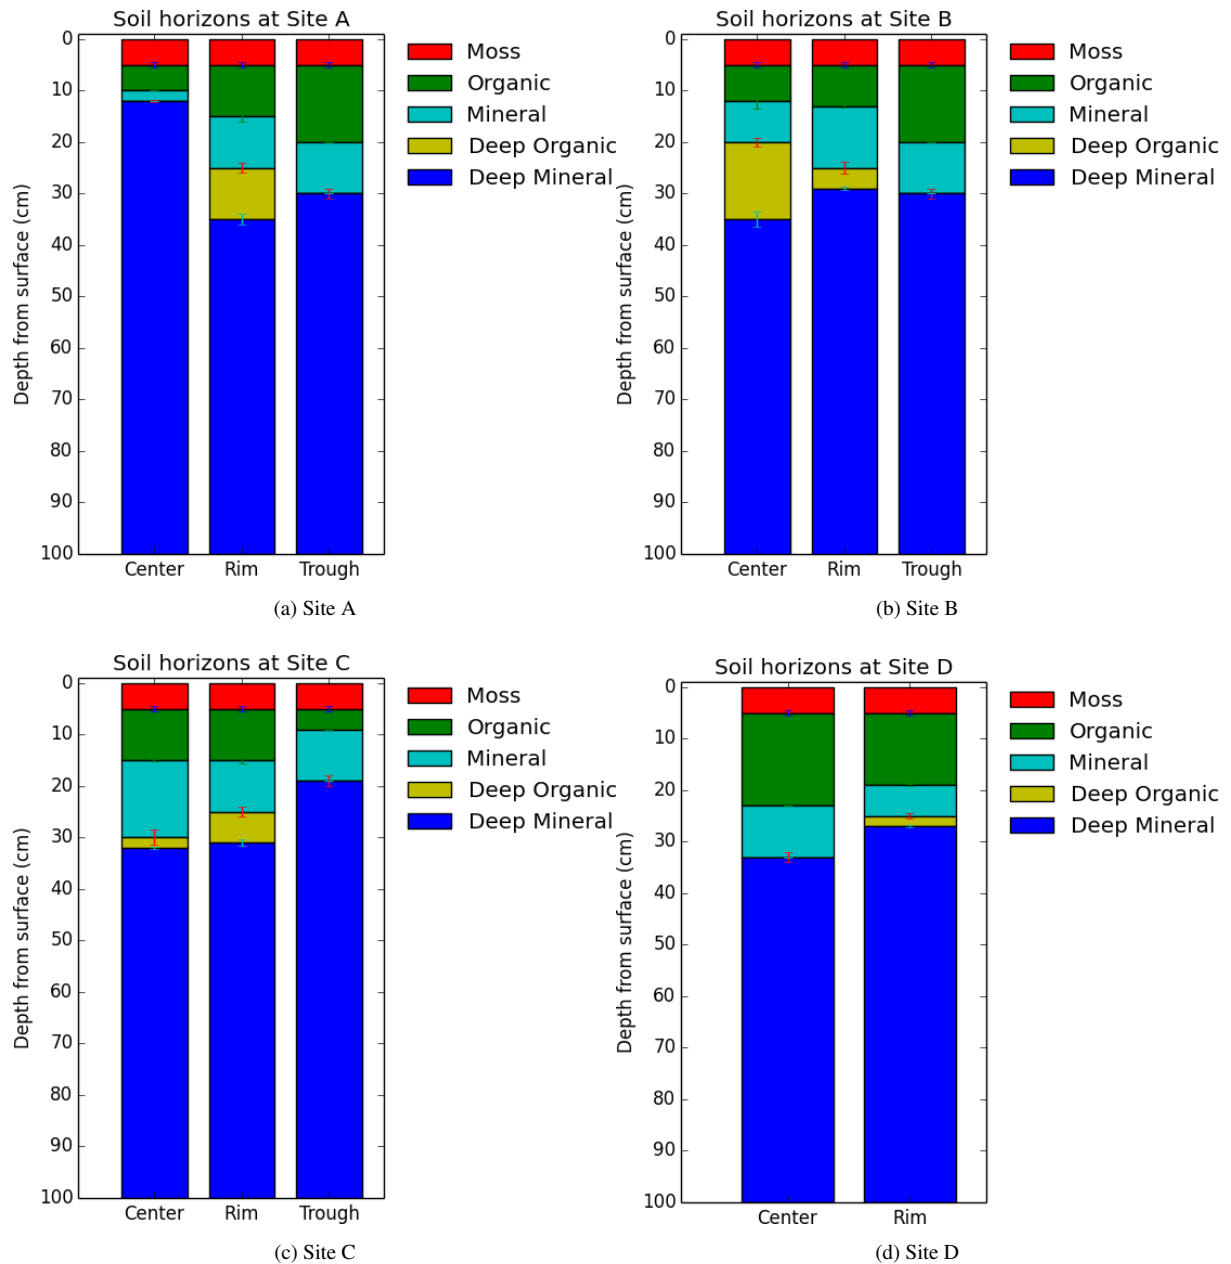 Soil horizons at Site A
0
10
20
30
40
50
60
70
80
90
100
Depth from surface (cm)
Center Rim Trough
Moss
Organic
Mineral
Deep Organic
Deep Mineral
(a) Site A
Soil horizons at Site B
0
10
20
30
40
50
60
70
80
90
100
Depth from surface (cm)
Center Rim Trough
Moss
Organic
Mineral
Deep Organic
Deep Mineral
(b) Site B
Soil horizons at Site C
0
10
20
30
40
50
60
70
80
90
100
Depth from surface (cm)
Center Rim Trough
Moss
Organic
Mineral
Deep Organic
Deep Mineral
(c) Site C
Soil horizons at Site D
0
10
20
30
40
50
60
70
80
90
100
Depth from surface (cm)
Center Rim
Moss
Organic
Mineral
Deep Organic
Deep Mineral
(d) Site D